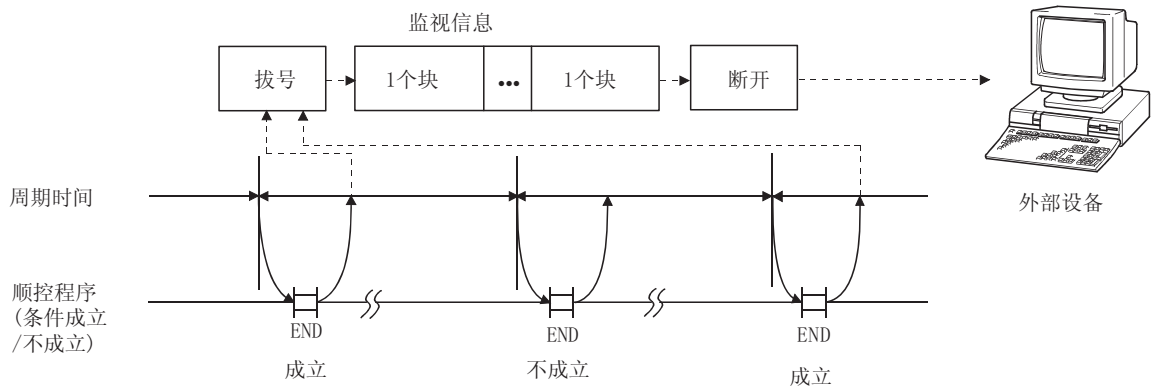 监视信息
拔号
1个块
•••
1个块
断开
周期时间
外部设备
顺控程序
(条件成立
/不成立)
END
END
END
成立
不成立
成立